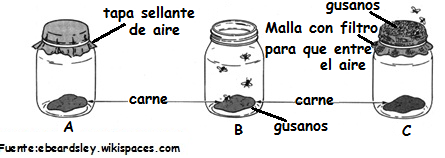 gusanos
tapa sellante
de aire
Malla con filtro
para que entre
el aire
carne
carne
gusanos
A
B
C
Fuente:ebeardsley.wikispaces.com